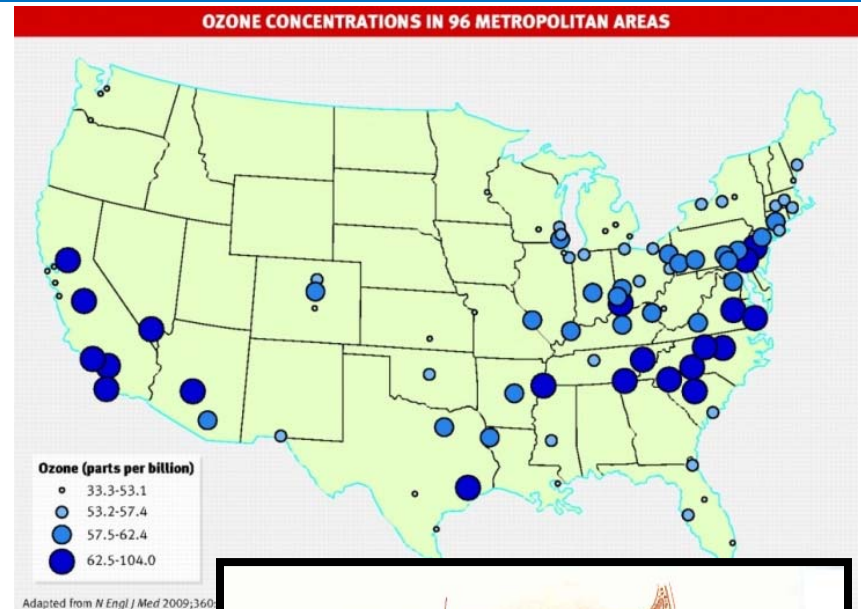 OZONE CONCENTRATIONS IN 96 METROPOLITAN AREAS
Ozone (parts per billion)
33.3-53.1
53.2-57.4
57.5-62.4
62.5-104.0
Adapted from N Engl J Med 2009;360: